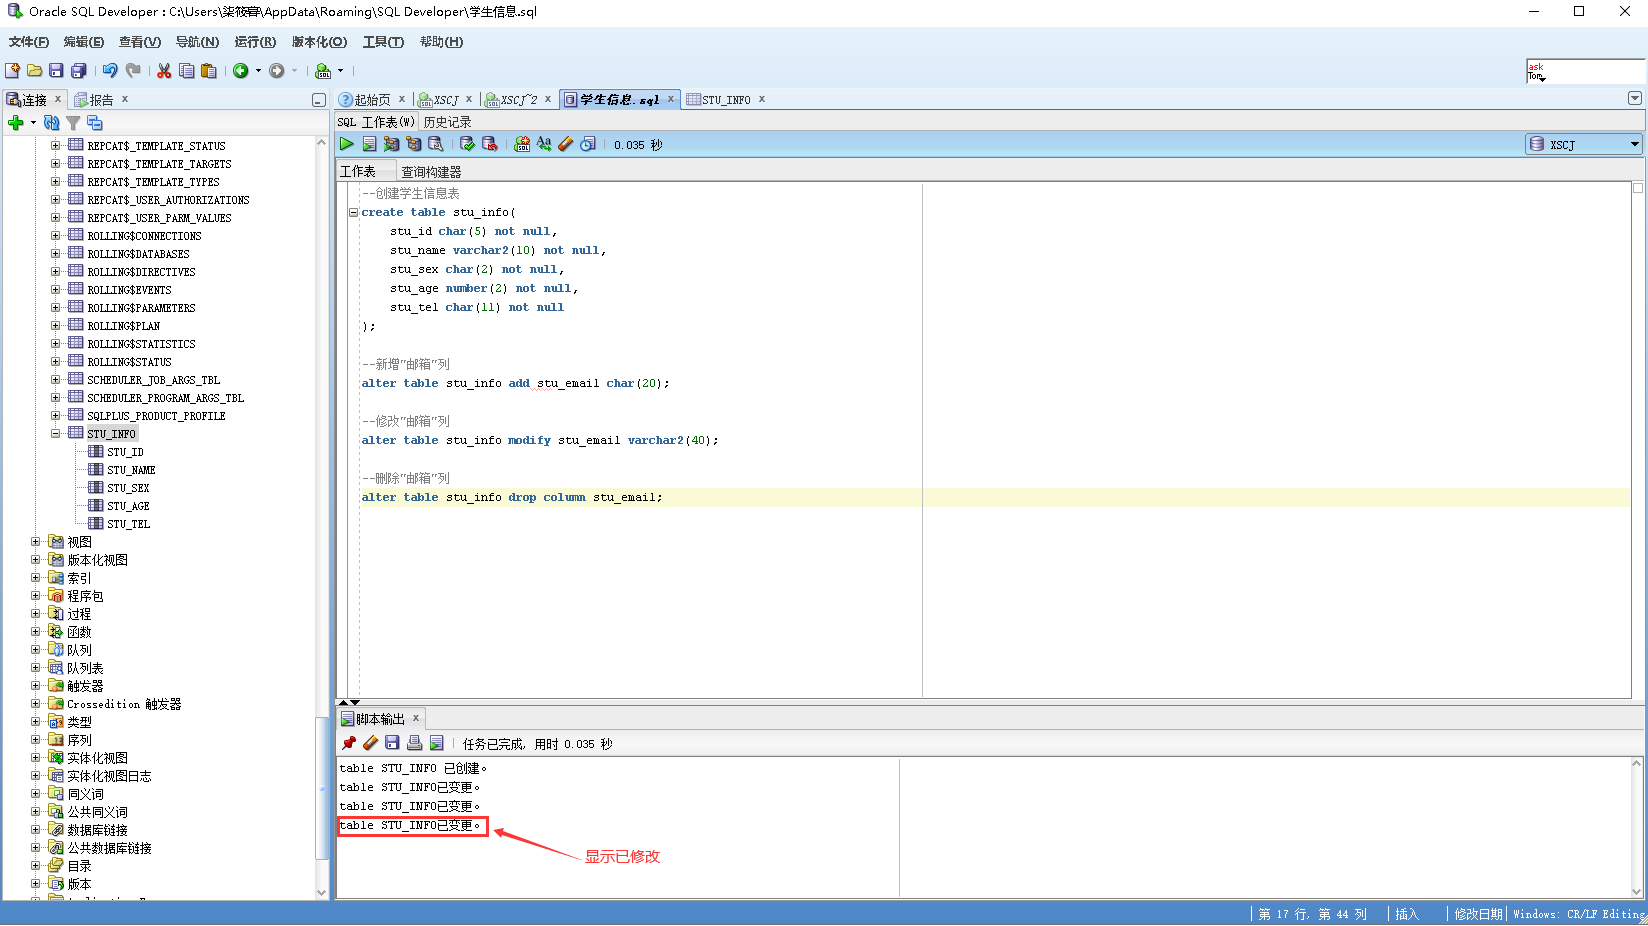 Oracle SQL Developer : C:\Users\柒筱暮\AppData\Roaming\SQL Developer\学生信息.sql
文件(F) 编辑(E) 查看(V) 导航(N) 运行(R) 版本化(O) 工具(T) 帮助(H)
ask
Tom
连接 × 报告 ×
起始页 × XSCJ × XSCJ~2 × 学生信息.sql × STU_INFO ×
SQL 工作表(W) 历史记录
0.035 秒
XSCJ
工作表 查询构建器
REPCAT$_TEMPLATE_STATUS
REPCAT$_TEMPLATE_TARGETS
REPCAT$_TEMPLATE_TYPES
REPCAT$_USER_AUTHORIZATIONS
REPCAT$_USER_PARM_VALUES
ROLLING$CONNECTIONS
ROLLING$DATABASES
ROLLING$DIRECTIVES
ROLLING$EVENTS
ROLLING$PARAMETERS
ROLLING$PLAN
ROLLING$STATISTICS
ROLLING$STATUS
SCHEDULER_JOB_ARGS_TBL
SCHEDULER_PROGRAM_ARGS_TBL
SQLPLUS_PRODUCT_PROFILE
STU_INFO
STU_ID
STU_NAME
STU_SEX
STU_AGE
STU_TEL
视图
版本化视图
索引
程序包
过程
函数
队列
队列表
触发器
Crossedition 触发器
类型
序列
实体化视图
实体化视图日志
同义词
公共同义词
数据库链接
公共数据库链接
目录
版本
--创建学生信息表
create table stu_info(
stu_id char(5) not null,
stu_name varchar2(10) not null,
stu_sex char(2) not null,
stu_age number(2) not null,
stu_tel char(11) not null
);
--新增"邮箱"列
alter table stu_info add stu_email char(20);
--修改"邮箱"列
alter table stu_info modify stu_email varchar2(40);
--删除"邮箱"列
alter table stu_info drop column stu_email;
脚本输出 ×
任务已完成, 用时 0.035 秒
table STU_INFO 已创建。
table STU_INFO已变更。
table STU_INFO已变更。
table STU_INFO已变更。
显示已修改
第 17 行, 第 44 列 插入 修改日期 Windows: CR/LF Editing